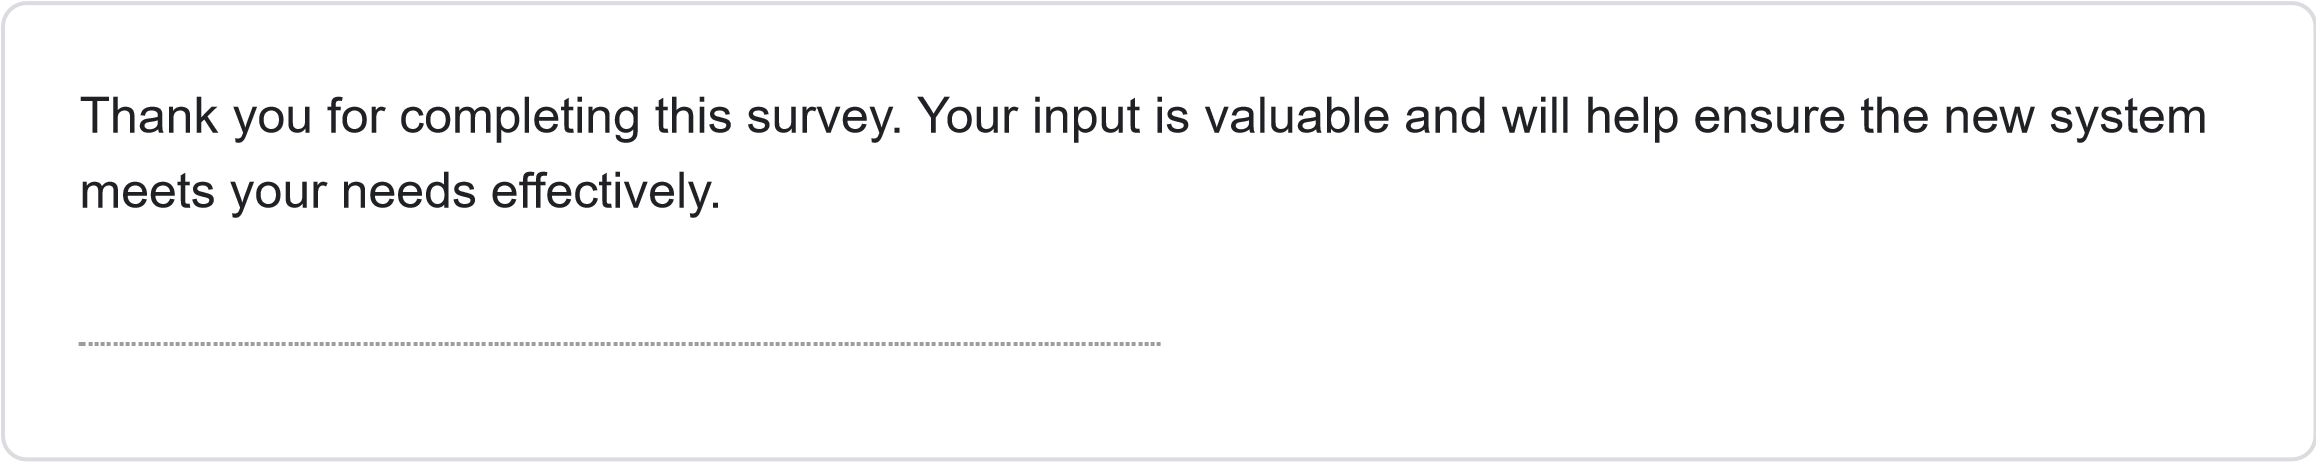 Thank you for completing this survey. Your input is valuable and will help ensure the new system
meets your needs effectively.